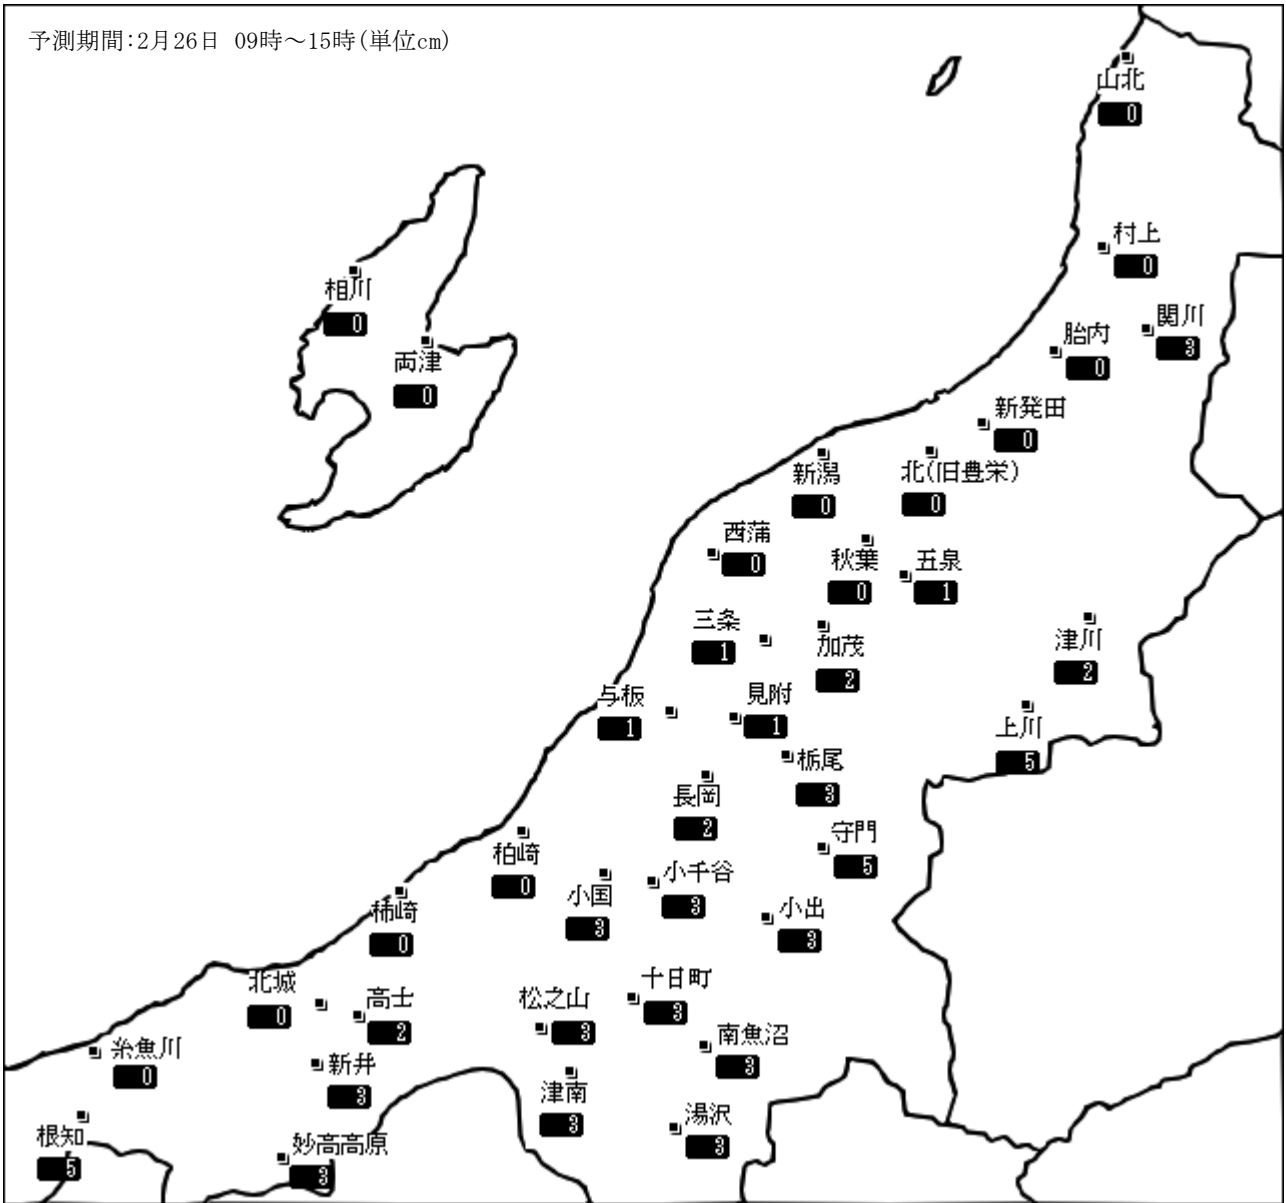 予測期間:2月26日 09時～15時(単位cm)
山北
0
村上
0
関川
3
胎内
0
相川
0
両津
0
新発田
0
新潟
0
北(旧豊栄)
0
西蒲
0
秋葉
0
五泉
1
三条
1
加茂
2
津川
2
与板
1
見附
1
上川
5
栃尾
3
長岡
2
守門
5
柏崎
0
小国
3
小千谷
3
小出
3
柿崎
0
北城
0
高士
2
松之山
3
十日町
3
南魚沼
3
糸魚川
0
新井
3
津南
3
湯沢
3
根知
5
妙高高原
3